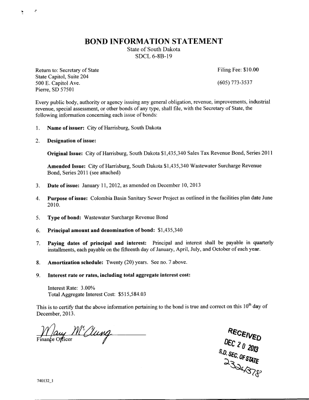 BOND INFORMATION STATEMENT
State of South Dakota
SDCL 6-8B-19
Return to: Secretary of State Filing Fee: $10.00
State Capitol, Suite 204
500 E. Capitol Ave. (605) 773-3537
Pierre, SD 57501
Every public body, authority or agency issuing any general obligation, revenue, improvements, industrial
revenue, special assessment, or other bonds of any type, shall file, with the Secretary of State, the
following information concerning each issue of bonds:
1. Name of issuer: City of Harrisburg, South Dakota
2. Designation of issue:
Original Issue: City of Harrisburg, South Dakota $1,435,340 Sales Tax Revenue Bond, Series 2011
Amended Issue: City of Harrisburg, South Dakota $1,435,340 Wastewater Surcharge Revenue
Bond, Series 2011 (see attached)
3. Date of issue: January 11, 2012, as amended on December 10, 2013
4. Purpose of issue: Columbia Basin Sanitary Sewer Project as outlined in the facilities plan date June
2010.
5. Type of bond: Wastewater Surcharge Revenue Bond
6. Principal amount and denomination of bond: $1,435,340
7. Paying dates of principal and interest: Principal and interest shall be payable in quarterly
installments, each payable on the fifteenth day of January, April, July, and October of each year.
8. Amortization schedule: Twenty (20) years. See no. 7 above.
9. Interest rate or rates, including total aggregate interest cost:
Interest Rate: 3.00%
Total Aggregate Interest Cost: $515,584.03
This is to certify that the above information pertaining to the bond is true and correct on this 10th day of
December, 2013.
Mary McClung
Finance Officer
RECEIVED
DEC 20 2013
S.D. SEC. OF STATE
2326378
740132_1